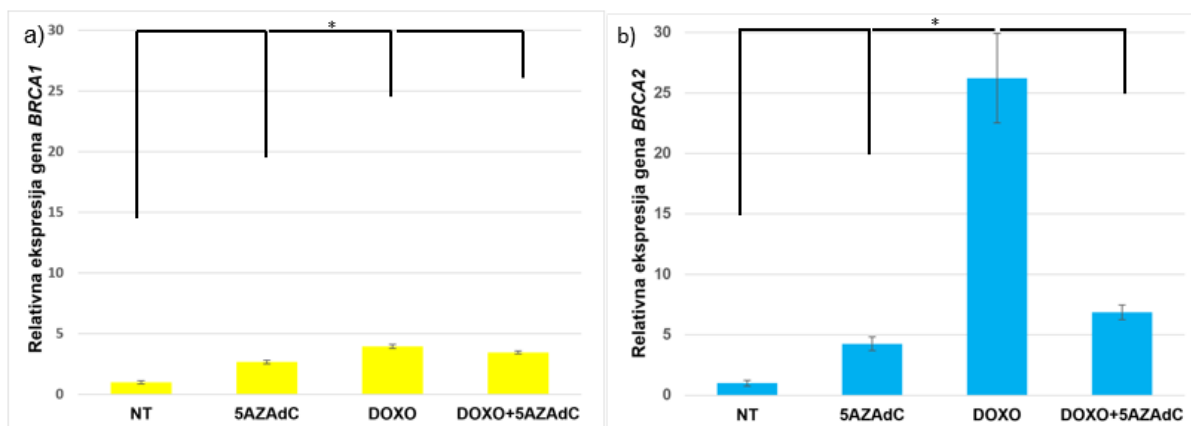 a)
*
Relativna ekspresija gena BRCA1
30
25
20
15
10
5
0
NT 5AZAdC DOXO DOXO+5AZAdC
b)
*
Relativna ekspresija gena BRCA2
30
25
20
15
10
5
0
NT 5AZAdC DOXO DOXO+5AZAdC